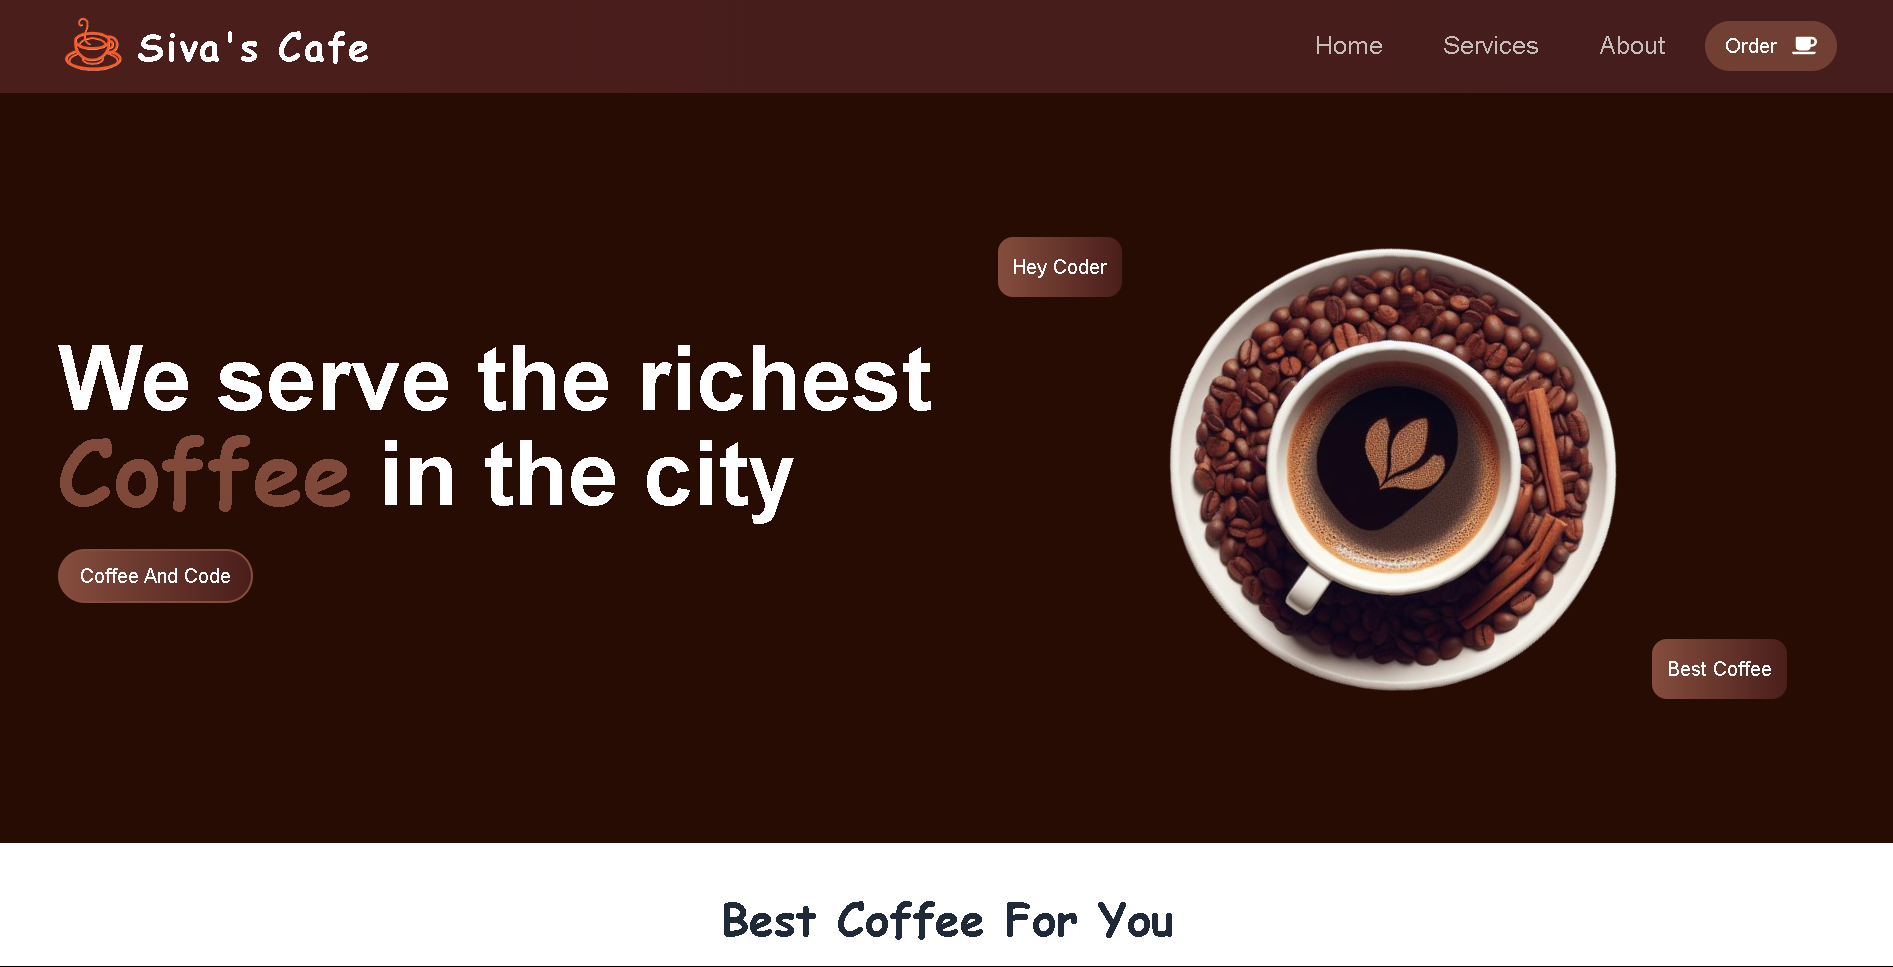 Siva's Cafe
Home
Services
About
Order
Hey Coder
We serve the richest
Coffee in the city
Coffee And Code
Best Coffee
Best Coffee For You